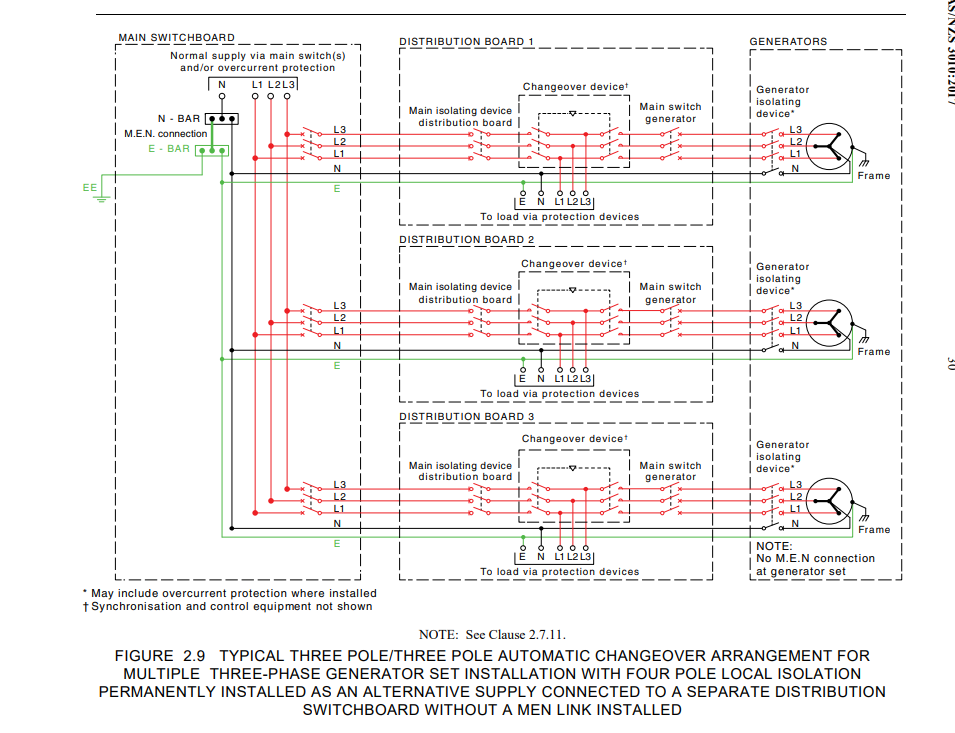 AS/NZS 3010:2017
MAIN SWITCHBOARD
Normal supply via main switch(s)
and/or overcurrent protection
N L1 L2 L3
N - BAR
M.E.N. connection
E - BAR
EE
L3
L2
L1
N
E
DISTRIBUTION BOARD 1
Changeover device†
Main isolating device
distribution board
Main switch
generator
E N L1 L2 L3
To load via protection devices
GENERATORS
Generator
isolating
device*
L3
L2
L1
N
Frame
L3
L2
L1
N
E
DISTRIBUTION BOARD 2
Changeover device†
Main isolating device
distribution board
Main switch
generator
E N L1 L2 L3
To load via protection devices
Generator
isolating
device*
L3
L2
L1
N
Frame
30
L3
L2
L1
N
E
DISTRIBUTION BOARD 3
Changeover device†
Main isolating device
distribution board
Main switch
generator
E N L1 L2 L3
To load via protection devices
Generator
isolating
device*
L3
L2
L1
N
Frame
NOTE:
No M.E.N connection
at generator set
* May include overcurrent protection where installed
† Synchronisation and control equipment not shown
NOTE: See Clause 2.7.11.
FIGURE 2.9 TYPICAL THREE POLE/THREE POLE AUTOMATIC CHANGEOVER ARRANGEMENT FOR
MULTIPLE THREE-PHASE GENERATOR SET INSTALLATION WITH FOUR POLE LOCAL ISOLATION
PERMANENTLY INSTALLED AS AN ALTERNATIVE SUPPLY CONNECTED TO A SEPARATE DISTRIBUTION
SWITCHBOARD WITHOUT A MEN LINK INSTALLED